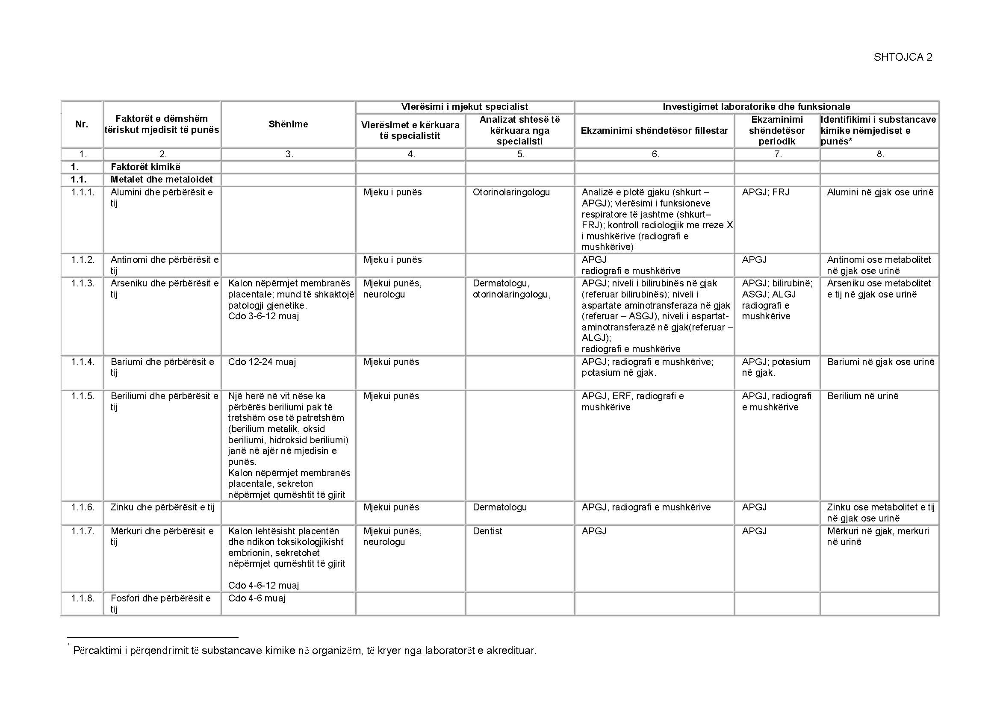 SHTOJCA 2
Nr.
Faktorët e dëmshëm
tëriskut mjedisit të punës
Shënime
Vlerësimi i mjekut specialist
Investigimet laboratorike dhe funksionale
Vlerësimet e kërkuara
të specialistit
Analizat shtesë të
kërkuara nga
specialisti
Ekzaminimi shëndetësor fillestar
Ekzaminimi
shëndetësor
periodik
Identifikimi i substancave
kimike nëmjediset e
punës*
1.
2.
3.
4.
5.
6.
7.
8.
1.
Faktorët kimikë
1.1.
Metalet dhe metaloidet
1.1.1.
Alumini dhe përbërësit e
tij
Mjeku i punës
Otorinolaringologu
Analizë e plotë gjaku (shkurt –
APGJ); vlerësimi i funksioneve
respiratore të jashtme (shkurt–
FRJ); kontroll radiologjik me rreze X
i mushkërive (radiografi e
mushkërive)
APGJ; FRJ
Alumini në gjak ose urinë
1.1.2.
Antinomi dhe përbërësit e
tij
Mjeku i punës
APGJ
radiografi e mushkërive
APGJ
Antinomi ose metabolitet
në gjak ose urinë
1.1.3.
Arseniku dhe përbërësit e
tij
Kalon nëpërmjet membranës
placentale; mund të shkaktojë
patologji gjenetike.
Cdo 3-6-12 muaj
Mjekui punës,
neurologu
Dermatologu,
otorinolaringologu,
APGJ; niveli i bilirubinës në gjak
(referuar bilirubinës); niveli i
aspartate aminotransferaza në gjak
(referuar – ASGJ), niveli i aspartat-
aminotransferazë në gjak(referuar –
ALGJ);
radiografi e mushkërive
APGJ; bilirubinë;
ASGJ; ALGJ
radiografi e
mushkërive
Arseniku ose metabolitet
e tij në gjak ose urinë
1.1.4.
Bariumi dhe përbërësit e
tij
Cdo 12-24 muaj
Mjekui punës
APGJ; radiografi e mushkërive;
potasium në gjak.
APGJ; potasium
në gjak.
Bariumi në gjak ose urinë
1.1.5.
Beriliumi dhe përbërësit e
tij
Një herë në vit nëse ka
përbërës beriliumi pak të
tretshëm ose të patretshëm
(berilium metalik, oksid
beriliumi, hidroksid beriliumi)
janë në ajër në mjedisin e
punës.
Kalon nëpërmjet membranës
placentale, sekreton
nëpërmjet qumështit të gjirit
Mjekui punës
APGJ, ERF, radiografi e
mushkërive
APGJ, radiografi
e mushkërive
Berilium në urinë
1.1.6.
Zinku dhe përbërësit e tij
Mjekui punës
Dermatologu
APGJ, radiografi e mushkërive
APGJ
Zinku ose metabolitet e tij
në gjak ose urinë
1.1.7.
Mërkuri dhe përbërësit e
tij
Kalon lehtësisht placentën
dhe ndikon toksikologjikisht
embrionin, sekretohet
nëpërmjet qumështit të gjirit
Cdo 4-6-12 muaj
Mjekui punës,
neurologu
Dentist
APGJ
APGJ
Mërkuri në gjak, merkuri
në urinë
1.1.8.
Fosfori dhe përbërësit e
tij
Cdo 4-6 muaj
* Përcaktimi i përqendrimit të substancave kimike në organizëm, të kryer nga laboratorët e akredituar.